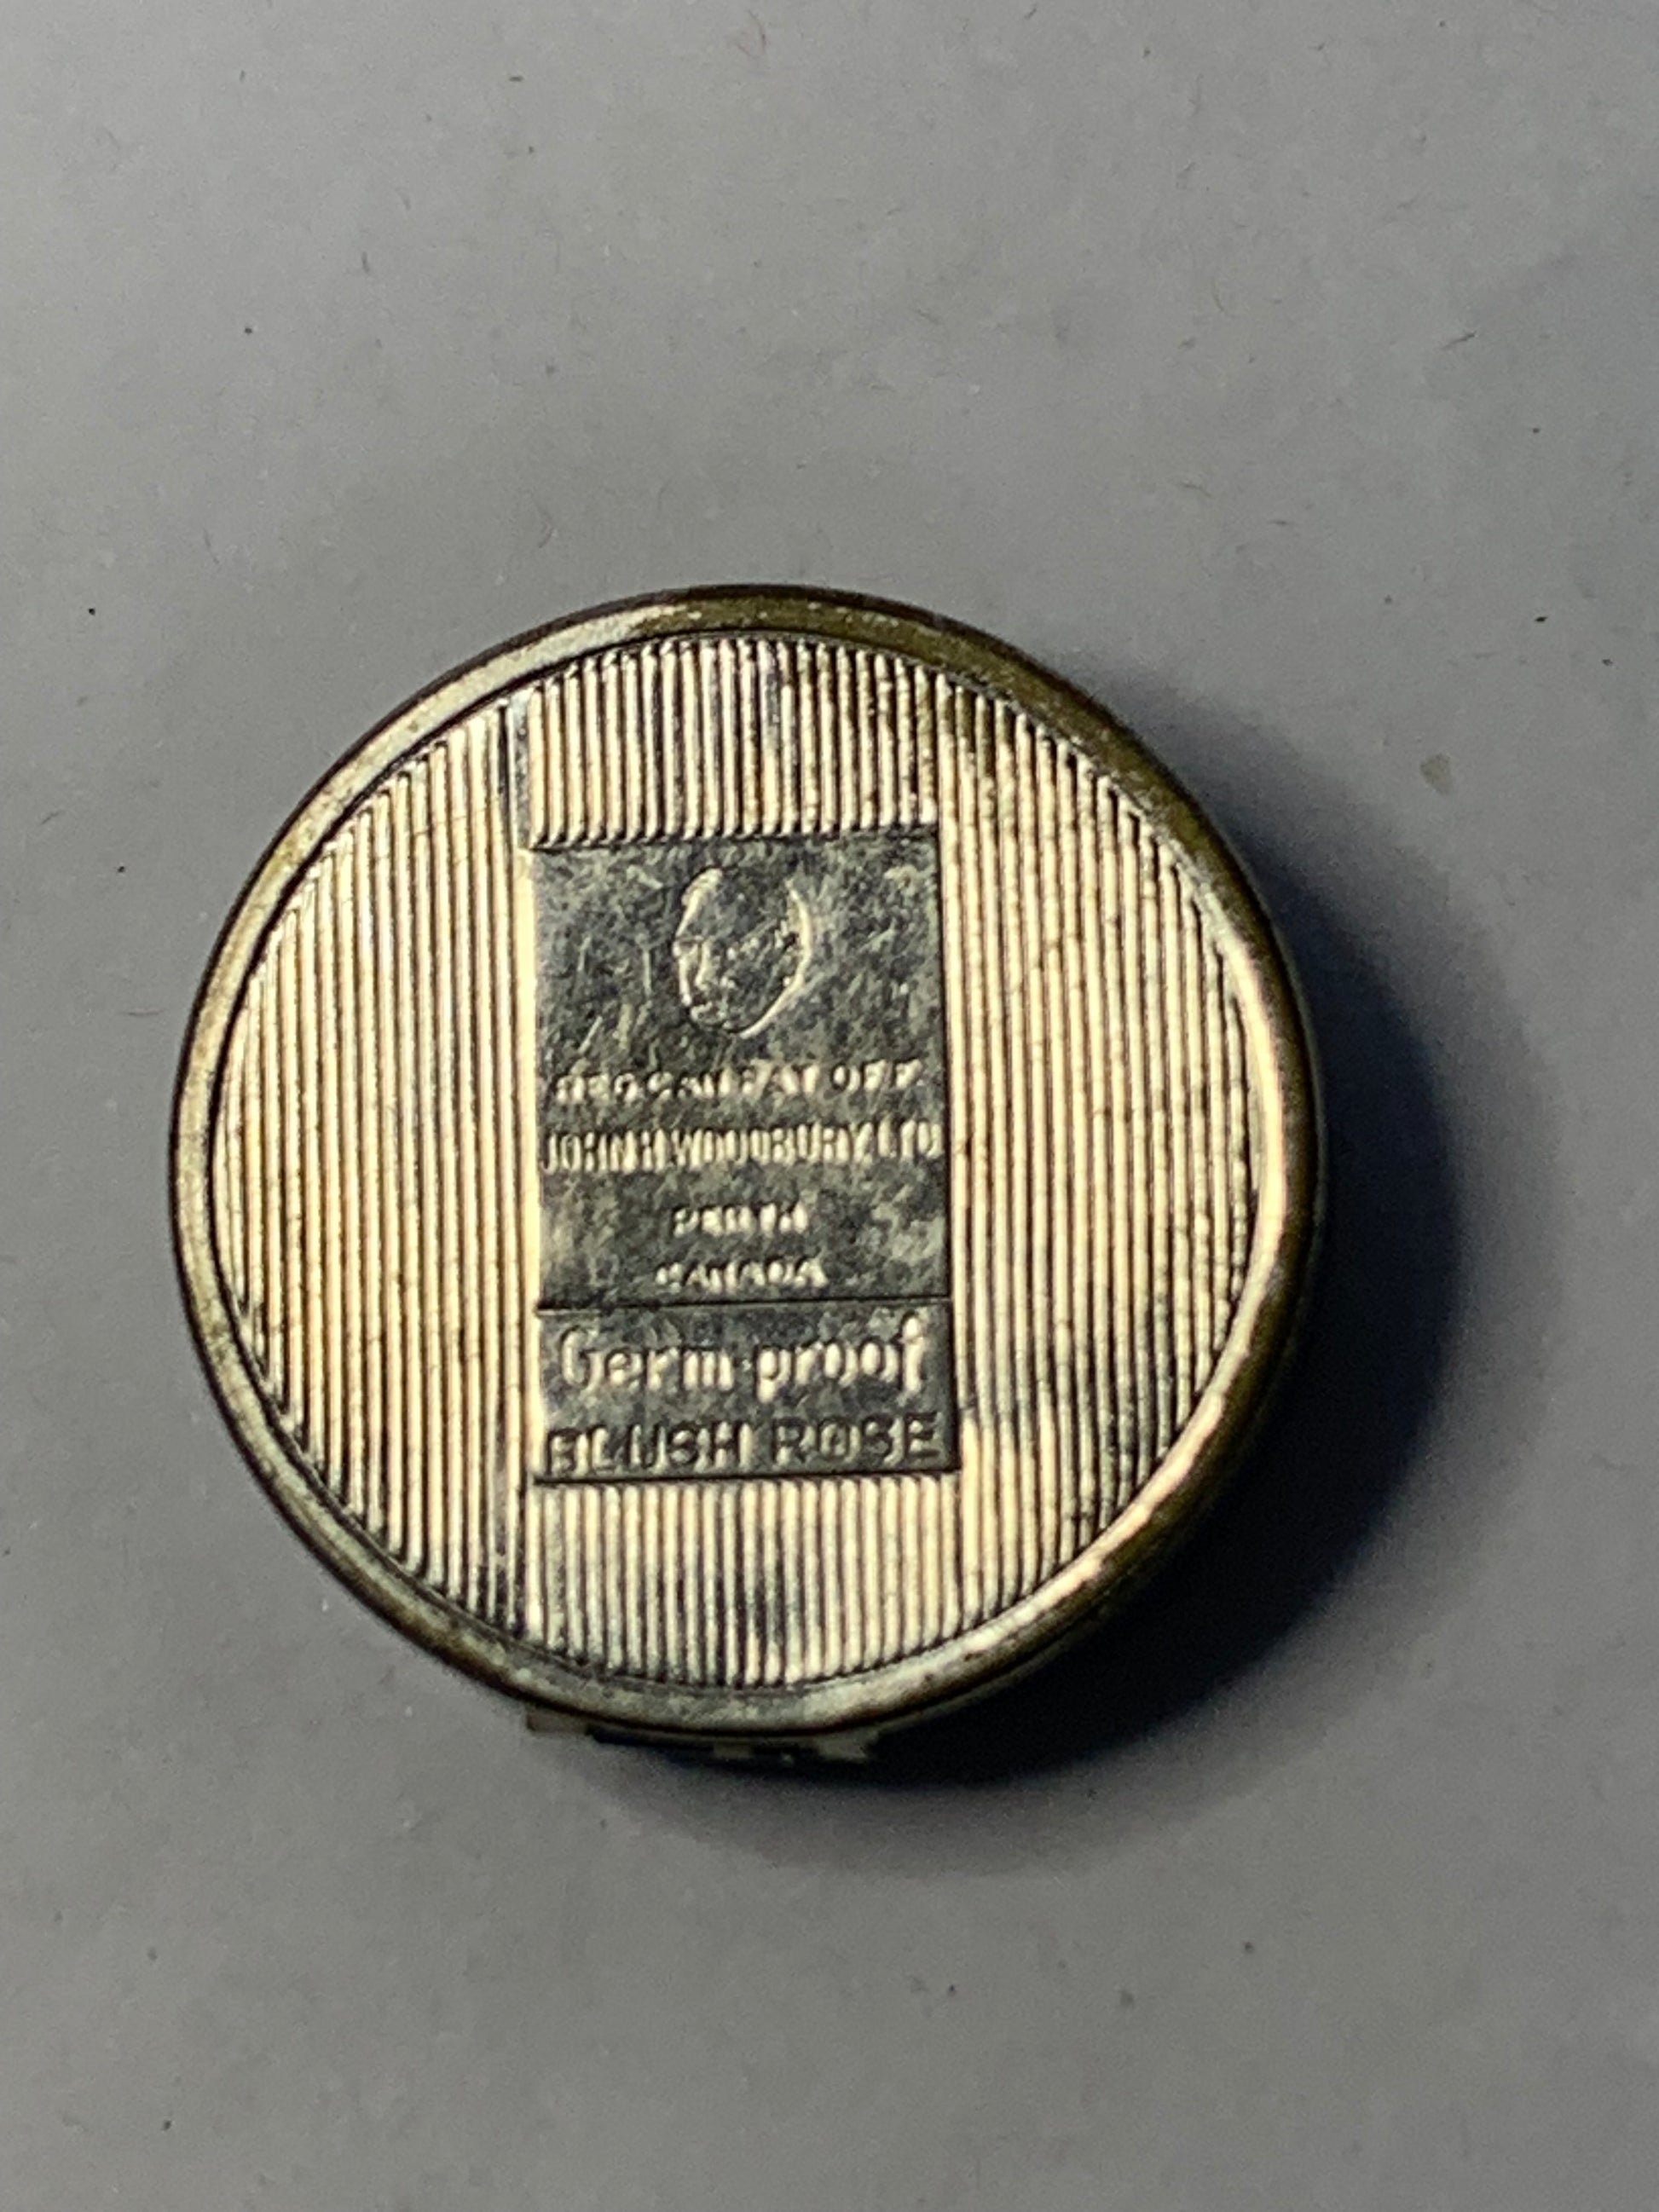 REG. CAN. PAT. OFF.
JOHN H. WOODBURY, LTD
PERTH
CANADA
Germ-proof
BLUSH ROSE